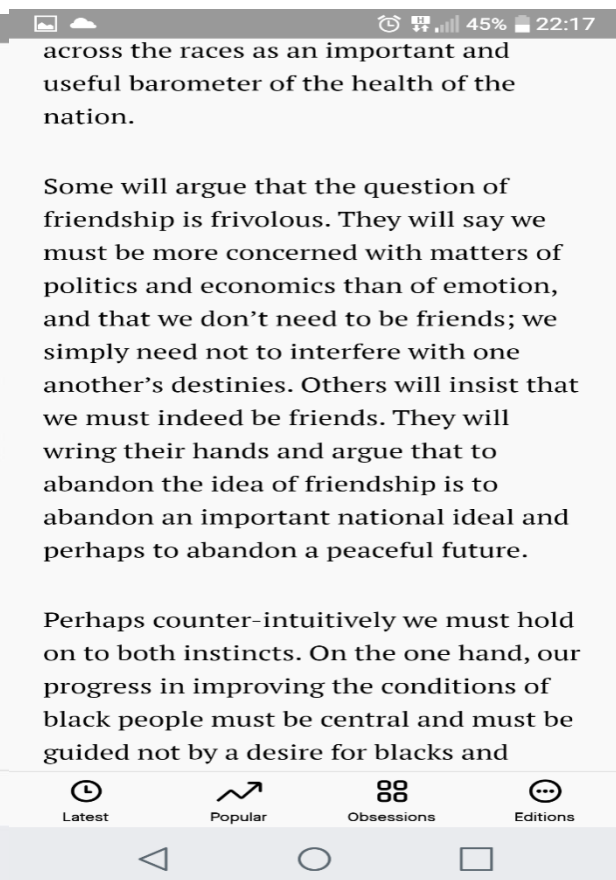 45% 22:17
across the races as an important and
useful barometer of the health of the
nation.
Some will argue that the question of
friendship is frivolous. They will say we
must be more concerned with matters of
politics and economics than of emotion,
and that we don’t need to be friends; we
simply need not to interfere with one
another’s destinies. Others will insist that
we must indeed be friends. They will
wring their hands and argue that to
abandon the idea of friendship is to
abandon an important national ideal and
perhaps to abandon a peaceful future.
Perhaps counter-intuitively we must hold
on to both instincts. On the one hand, our
progress in improving the conditions of
black people must be central and must be
guided not by a desire for blacks and
Latest Popular Obsessions Editions